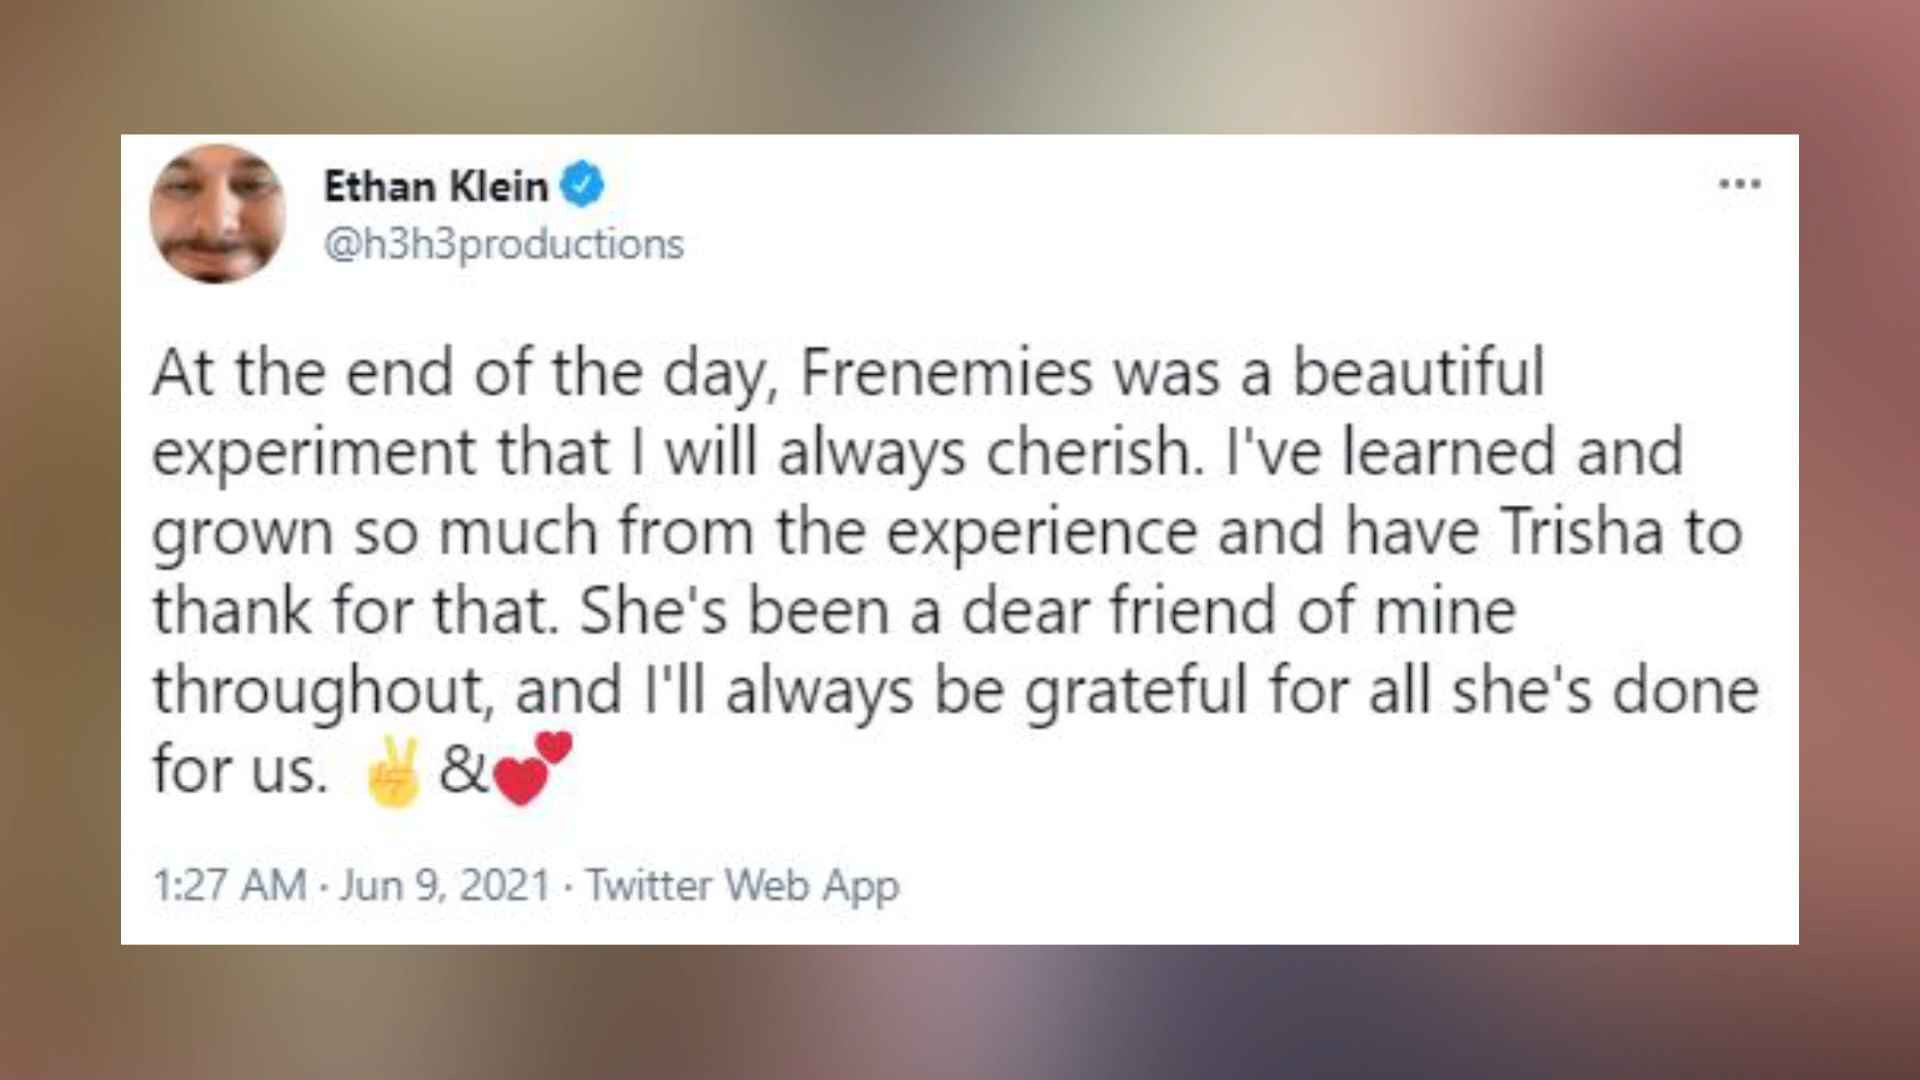 Ethan Klein
@h3h3productions
At the end of the day, Frenemies was a beautiful
experiment that I will always cherish. I've learned and
grown so much from the experience and have Trisha to
thank for that. She's been a dear friend of mine
throughout, and I'll always be grateful for all she's done
for us. ✌️ &💕
1:27 AM · Jun 9, 2021 · Twitter Web App